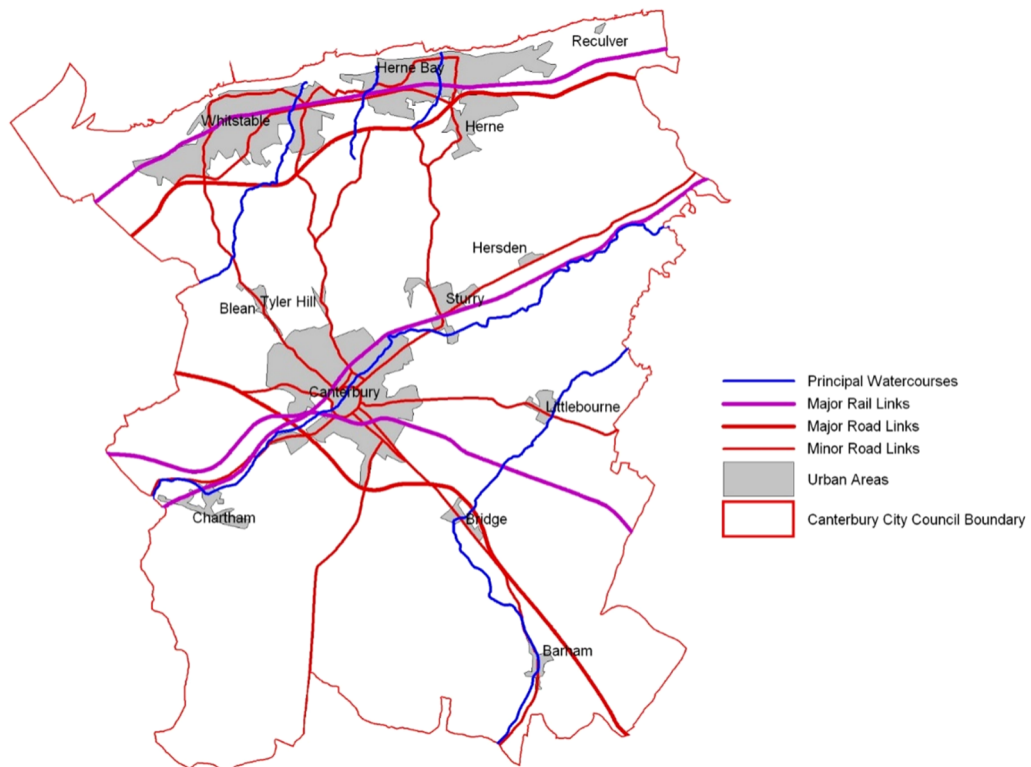 Reculver
Herne Bay
Whitstable
Herne
Hersden
Blean
Tyler Hill
Sturry
Canterbury
Littlebourne
Chartham
Bridge
Barham
Principal Watercourses
Major Rail Links
Major Road Links
Minor Road Links
Urban Areas
Canterbury City Council Boundary